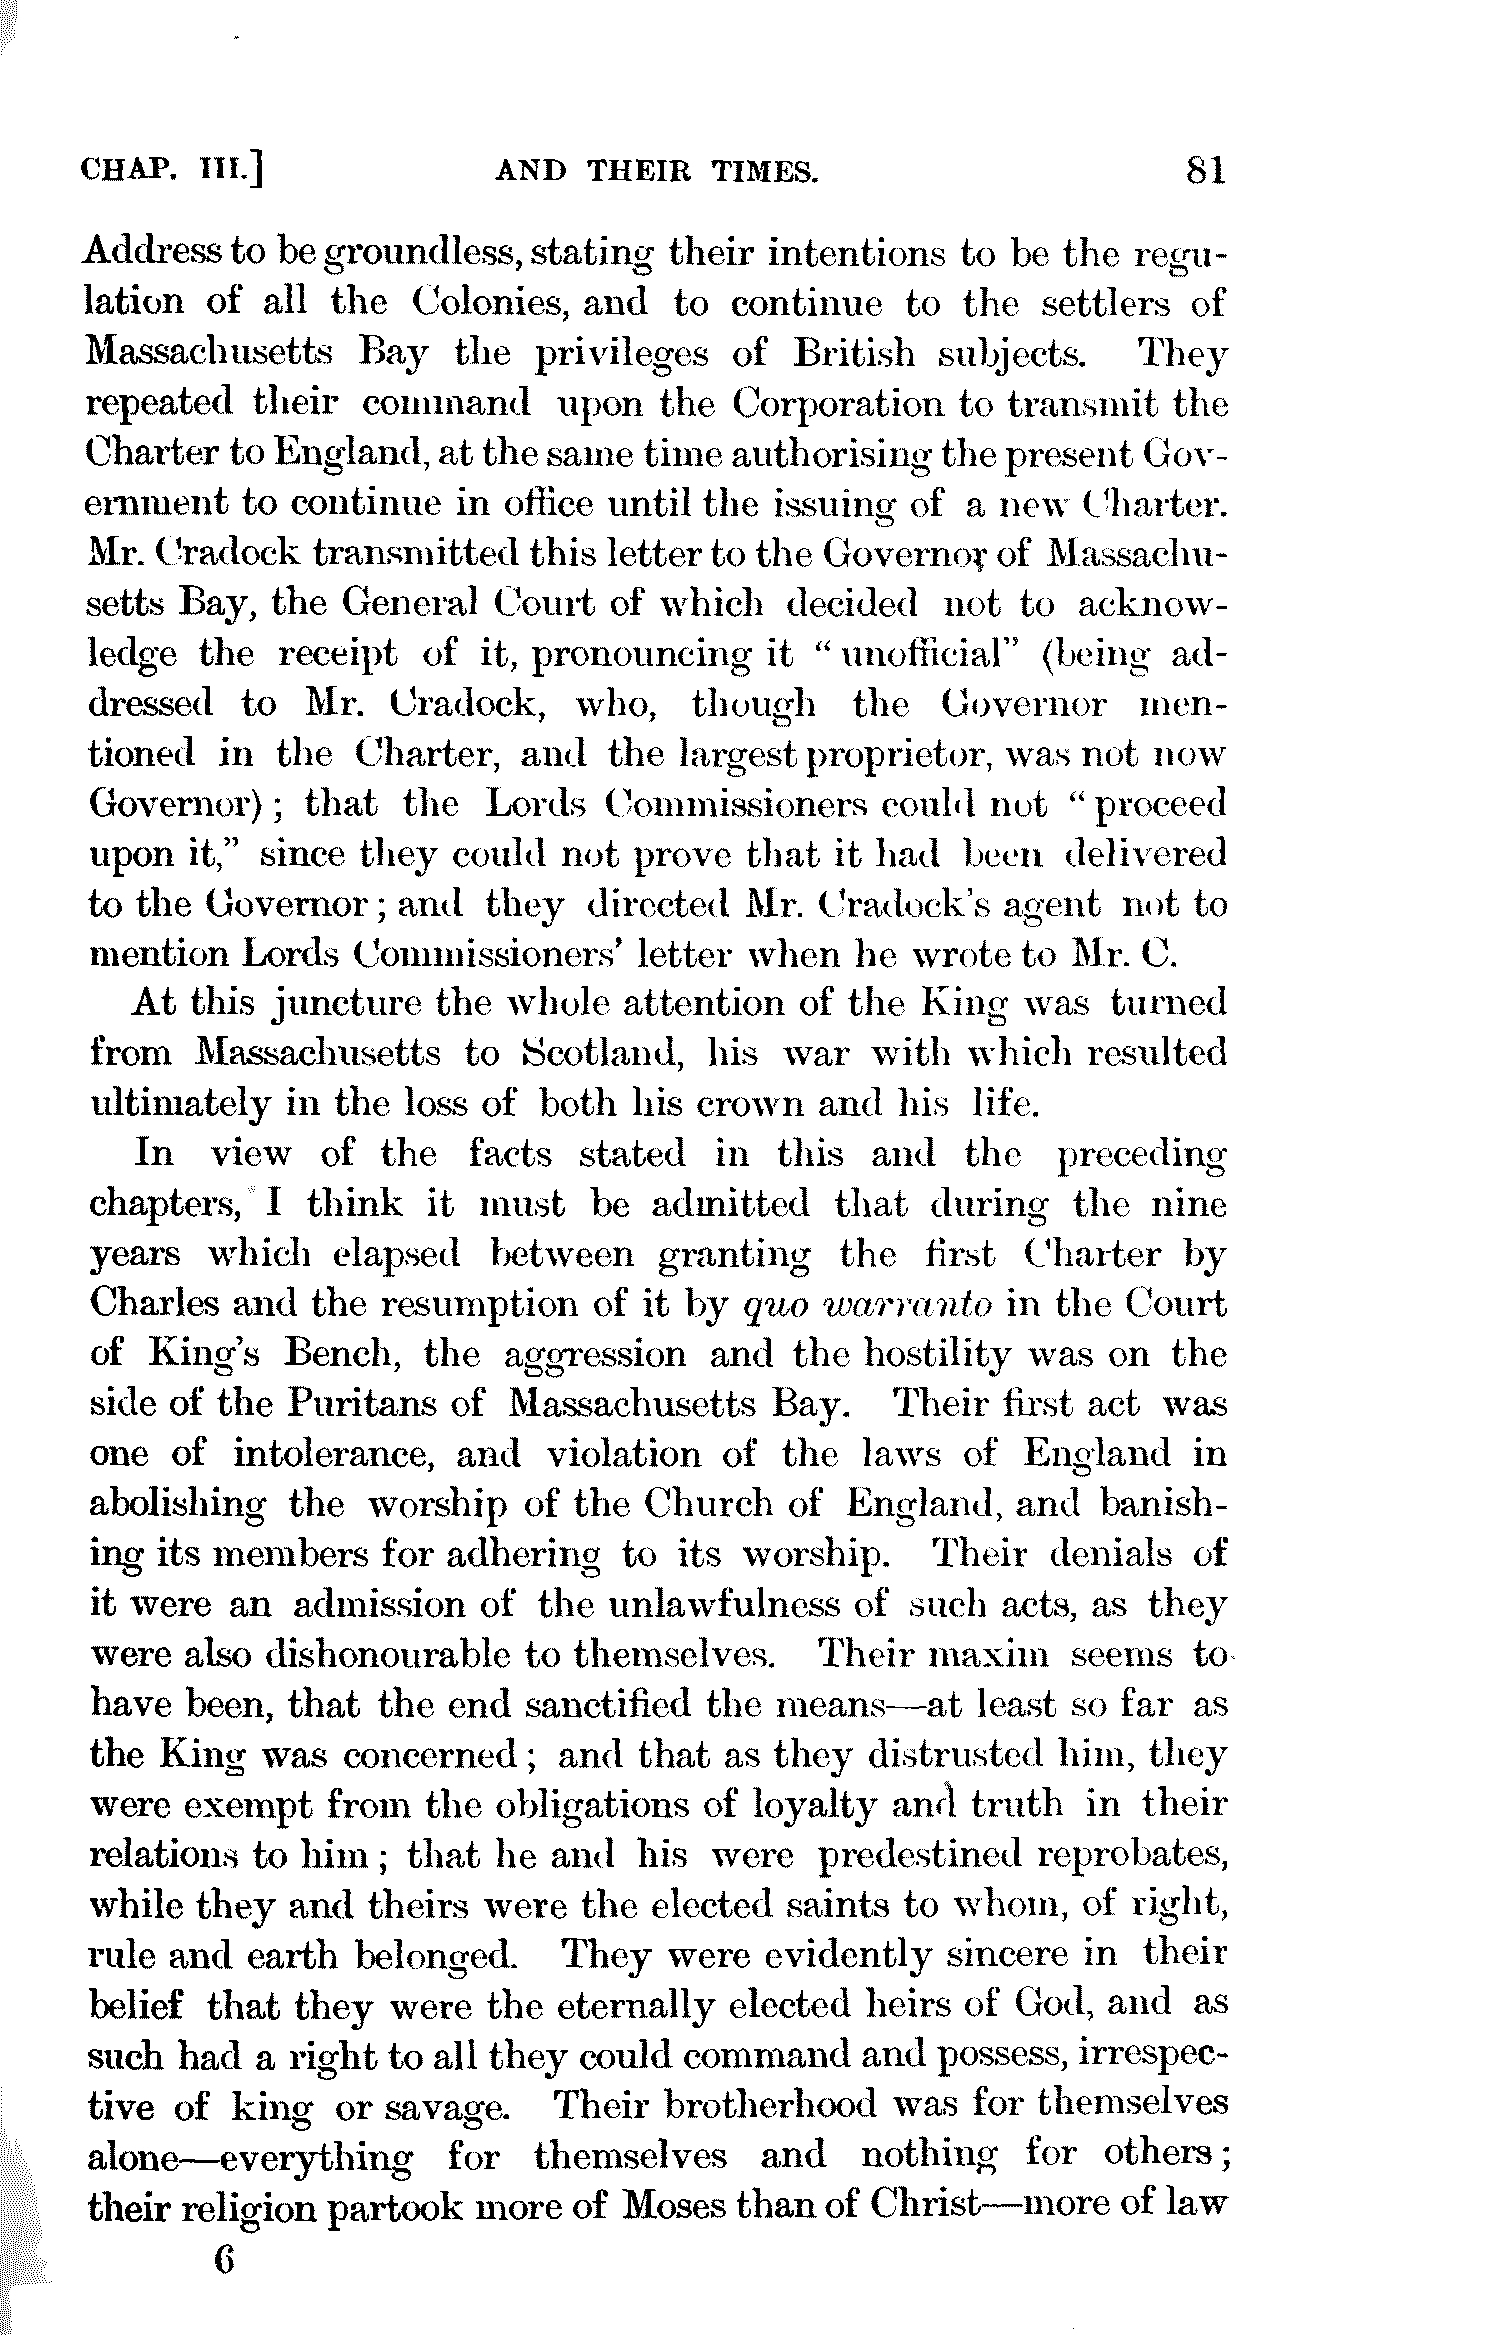 CHAP. III.] AND THEIR TIMES. 81
Address to be groundless, stating their intentions to be the regu-
lation of all the Colonies, and to continue to the settlers of
Massachusetts Bay the privileges of British subjects. They
repeated their command upon the Corporation to transmit the
Charter to England, at the same time authorising the present Gov-
ernment to continue in office until the issuing of a new Charter.
Mr. Cradock transmitted this letter to the Governor of Massachu-
setts Bay, the General Court of which decided not to acknow-
ledge the receipt of it, pronouncing it "unofficial" (being ad-
dressed to Mr. Cradock, who, though the Governor men-
tioned in the Charter, and the largest proprietor, was not now
Governor); that the Lords Commissioners could not "proceed
upon it," since they could not prove that it had been delivered
to the Governor; and they directed Mr. Cradock's agent not to
mention Lords Commissioners' letter when he wrote to Mr. C.
At this juncture the whole attention of the King was turned
from Massachusetts to Scotland, his war with which resulted
ultimately in the loss of both his crown and his life.
In view of the facts stated in this and the preceding
chapters, I think it must be admitted that during the nine
years which elapsed between granting the first Charter by
Charles and the resumption of it by quo warranto in the Court
of King's Bench, the aggression and the hostility was on the
side of the Puritans of Massachusetts Bay. Their first act was
one of intolerance, and violation of the laws of England in
abolishing the worship of the Church of England, and banish-
ing its members for adhering to its worship. Their denials of
it were an admission of the unlawfulness of such acts, as they
were also dishonourable to themselves. Their maxim seems to
have been, that the end sanctified the means—at least so far as
the King was concerned; and that as they distrusted him, they
were exempt from the obligations of loyalty and truth in their
relations to him; that he and his were predestined reprobates,
while they and theirs were the elected saints to whom, of right,
rule and earth belonged. They were evidently sincere in their
belief that they were the eternally elected heirs of God, and as
such had a right to all they could command and possess, irrespec-
tive of king or savage. Their brotherhood was for themselves
alone—everything for themselves and nothing for others;
their religion partook more of Moses than of Christ—more of law
6